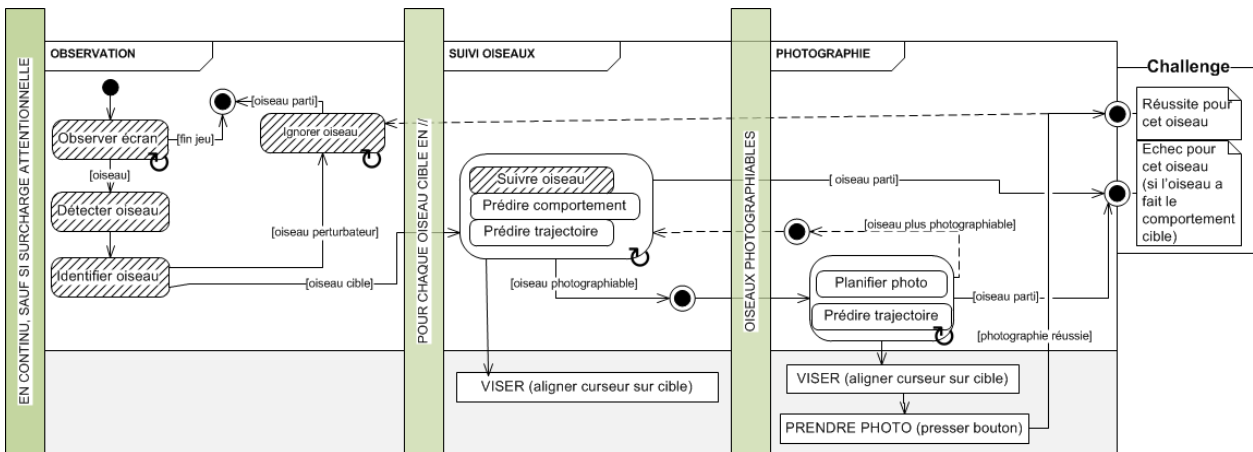 EN CONTINU, SAUF SI SURCHARGE ATTENTIONNELLE
OBSERVATION
[oiseau parti]
Observer écran
[fin jeu]
Ignorer oiseau
[oiseau]
Détecter oiseau
[oiseau perturbateur]
Identifier oiseau
[oiseau cible]
POUR CHAQUE OISEAU CIBLE EN //
SUIVI OISEAUX
Suivre oiseau
Prédire comportement
Prédire trajectoire
[oiseau photographiable]
VISER (aligner curseur sur cible)
OISEAUX PHOTOGRAPHIABLES
PHOTOGRAPHIE
[ oiseau parti]
[oiseau plus photographiable]
Planifier photo
[oiseau parti]
Prédire trajectoire
[photographie réussie]
VISER (aligner curseur sur cible)
PRENDRE PHOTO (presser bouton)
Challenge
Réussite pour
cet oiseau
Echec pour
cet oiseau
(si l'oiseau a
fait le
comportement
cible)